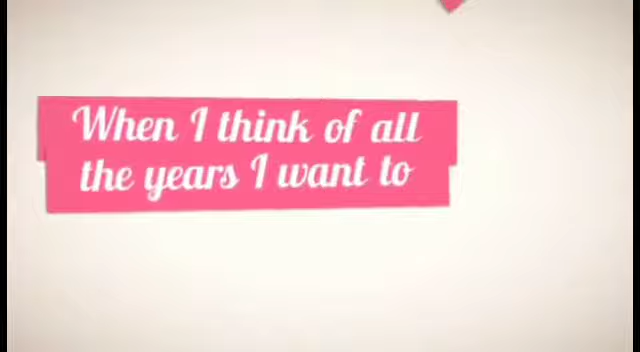 When I think of all
the years I want to